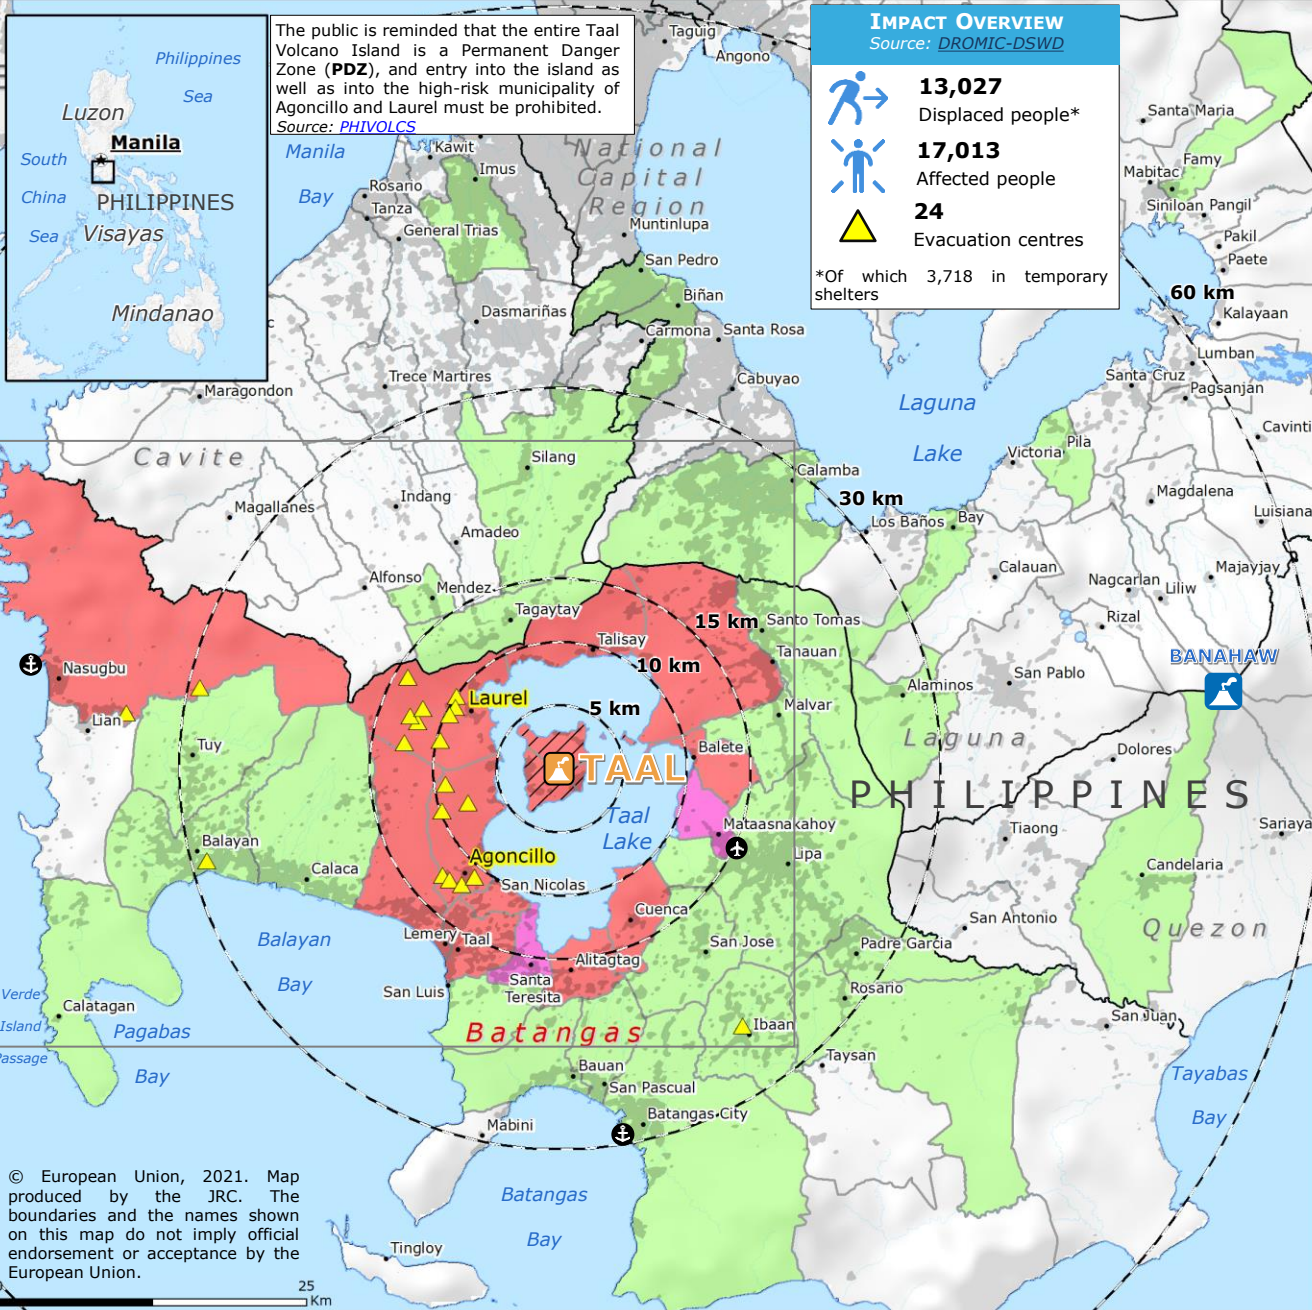 Philippines
Sea
Luzon
Manila
South
China
Sea
PHILIPPINES
Visayas
Mindanao
The public is reminded that the entire Taal
Volcano Island is a Permanent Danger
Zone (PDZ), and entry into the island as
well as into the high-risk municipality of
Agoncillo and Laurel must be prohibited.
Source: PHIVOLCS
IMPACT OVERVIEW
Source: DROMIC-DSWD
13,027
Displaced people*
17,013
Affected people
24
Evacuation centres
*Of which 3,718 in temporary
shelters
Taguig
Angono
Santa Maria
Famy
Mabitac
Siniloan
Pangil
Pakil
Paete
60 km
Kalayaan
Lumban
Santa Cruz
Pagsanjan
Cavinti
Manila
Bay
Kawit
Imus
Rosario
Tanza
General Trias
National
Capital
Region
Muntinlupa
San Pedro
Biñan
Dasmariñas
Carmona
Santa Rosa
Trece Martires
Cabuyao
Maragondon
Laguna
Lake
Pila
Victoria
Cavite
Silang
Calamba
30 km
Magdalena
Luisiana
Indang
Magallanes
Amadeo
Los Baños
Bay
Calauan
Nagcarlan
Liliw
Majayjay
Rizal
Alfonso
Mendez
Tagaytay
15 km
Santo Tomas
Talisay
10 km
Tanauan
BANAHAW
Nasugbu
Laurel
5 km
Malvar
Alaminos
San Pablo
Lian
Tuy
Balete
Laguna
Dolores
TAAL
PHILIPPINES
Taal
Lake
Mataasnakahoy
Tiaong
Sariaya
Balayan
Agoncillo
Lipa
Calaca
San Nicolas
Candelaria
Cuenca
San Antonio
Quezon
Lemery
Taal
Balayan
Bay
San Jose
Padre Garcia
Alitagtag
Santa
Teresita
San Luis
Rosario
Verde
Island
Passage
Calatagan
Pagabas
Bay
Batangas
Ibaan
San Juan
Taysan
Bauan
San Pascual
Tayabas
Bay
Batangas City
Mabini
Batangas
Bay
Tingloy
© European Union, 2021. Map
produced by the JRC. The
boundaries and the names shown
on this map do not imply official
endorsement or acceptance by the
European Union.
25
Km